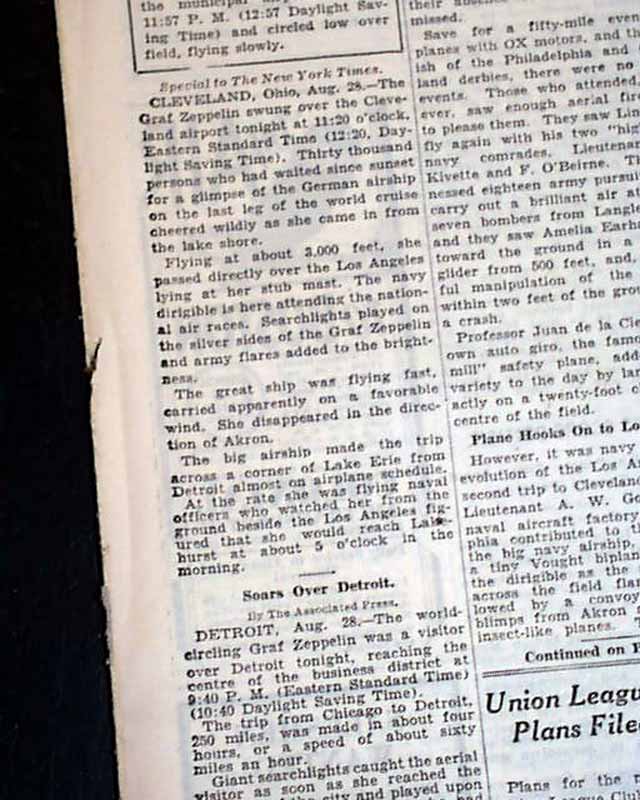 the municipal
11:57 P. M. (12:57 Daylight Sav-
ing Time) and circled low over
field, flying slowly.
Special to The New York Times.
CLEVELAND, Ohio, Aug. 28.—The
Graf Zeppelin swung over the Cleve-
land airport tonight at 11:20 o'clock,
Eastern Standard Time (12:20, Day-
light Saving Time). Thirty thousand
persons who had waited since sunset
for a glimpse of the German airship
on the last leg of the world cruise
cheered wildly as she came in from
the lake shore.
Flying at about 3,000 feet, she
passed directly over the Los Angeles
lying at her stub mast. The navy
dirigible is here attending the nation-
al air races. Searchlights played on
the silver sides of the Graf Zeppelin
and army flares added to the bright-
ness.
The great ship was flying fast,
carried apparently on a favorable
wind. She disappeared in the direc-
tion of Akron.
The big airship made the trip
across a corner of Lake Erie from
Detroit almost on airplane schedule.
At the rate she was flying naval
officers who watched her from the
ground beside the Los Angeles fig-
ured that she would reach Lake-
hurst at about 5 o'clock in the
morning.
Soars Over Detroit.
By The Associated Press.
DETROIT, Aug. 28.—The world-
circling Graf Zeppelin was a visitor
over Detroit tonight, reaching the
centre of the business district at
9:40 P. M. (Eastern Standard Time)
(10:40 Daylight Saving Time).
The trip from Chicago to Detroit,
250 miles, was made in about four
hours, or a speed of about sixty
miles an hour.
Giant searchlights caught the aerial
visitor as soon as she reached the
the city and played upon
their absence
missed.
Save for a fifty-mile
planes with OX motors, and
ish of the Philadelphia and
land derbies, there were no
events. Those who attended,
ever, saw enough aerial
to please them. They saw
fly again with his two
navy comrades, Lieutenant
Kivette and F. O'Beirne.
nessed eighteen army
carry out a brilliant air
seven bombers from
and they saw Amelia
toward the ground in a
glider from 500 feet, and,
ful manipulation of the
within two feet of the
a crash.
Professor Juan de la
own auto giro, the
mill" safety plane,
variety to the day by
actly on a twenty-foot
centre of the field.
Plane Hooks On to
However, it was navy
evolution of the Los
second trip to Cleveland
Lieutenant A. W.
naval aircraft factory
phia contributed to
the big navy airship,
a tiny Vought
the dirigible as the
across the field
lowed by a convoy
blimps from Akron
insect-like planes.
Continued on
Union
Plans
Plans for the